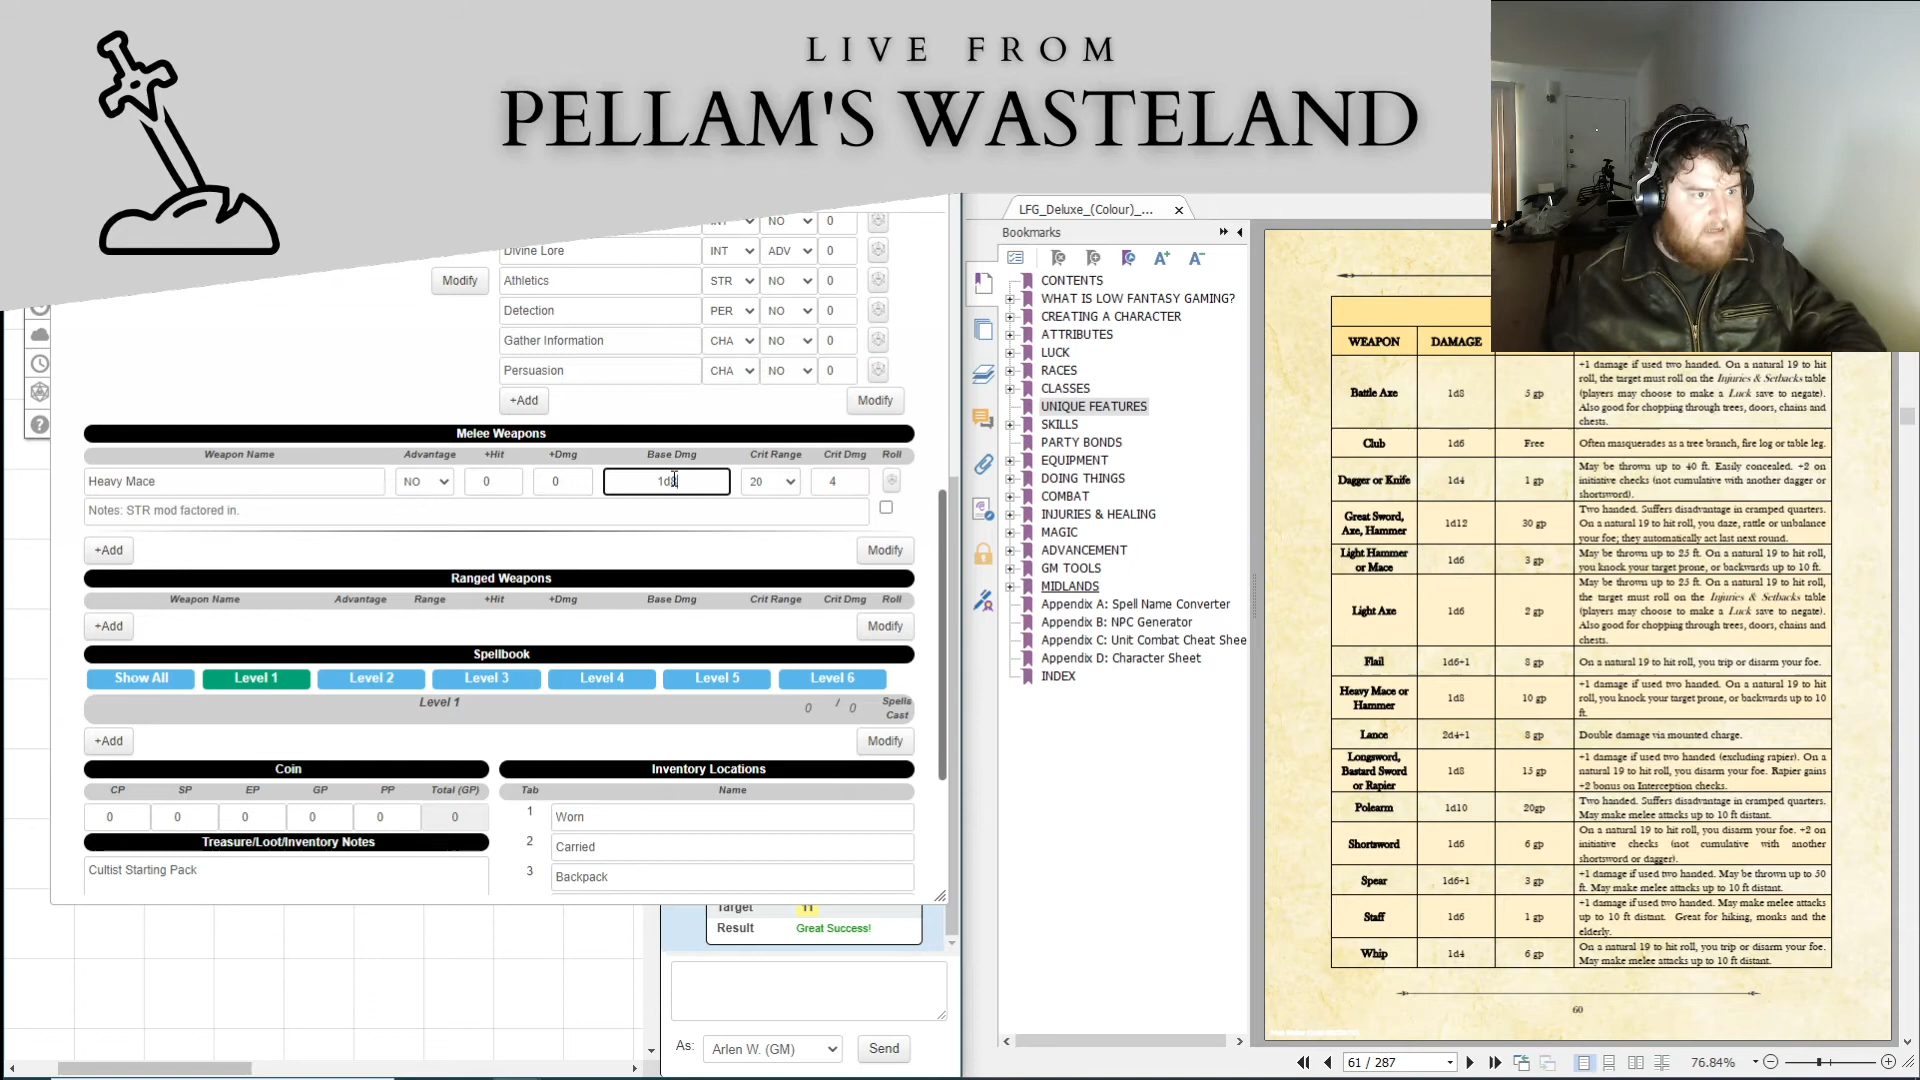 LIVE FROM
PELLAM'S WASTELAND
NO 0
Divine Lore INT ADV 0
Modify Athletics STR NO 0
Detection PER NO 0
Gather Information CHA NO 0
Persuasion CHA NO 0
+Add Modify
Melee Weapons
Weapon Name Advantage +Hit +Dmg Base Dmg Crit Range Crit Dmg Roll
Heavy Mace NO 0 0 1d8 20 4
Notes: STR mod factored in.
+Add Modify
Ranged Weapons
Weapon Name Advantage Range +Hit +Dmg Base Dmg Crit Range Crit Dmg Roll
+Add Modify
Spellbook
Show All Level 1 Level 2 Level 3 Level 4 Level 5 Level 6
Level 1 0 / 0 Spells
Cast
+Add Modify
Coin
CP SP EP GP PP Total (GP)
0 0 0 0 0 0
Treasure/Loot/Inventory Notes
Cultist Starting Pack
Inventory Locations
Tab Name
1 Worn
2 Carried
3 Backpack
Target 11
Result Great Success!
As: Arlen W. (GM) Send
LFG_Deluxe_(Colour)_...
Bookmarks
CONTENTS
WHAT IS LOW FANTASY GAMING?
CREATING A CHARACTER
ATTRIBUTES
LUCK
RACES
CLASSES
UNIQUE FEATURES
SKILLS
PARTY BONDS
EQUIPMENT
DOING THINGS
COMBAT
INJURIES & HEALING
MAGIC
ADVANCEMENT
GM TOOLS
MIDLANDS
Appendix A: Spell Name Converter
Appendix B: NPC Generator
Appendix C: Unit Combat Cheat Shee
Appendix D: Character Sheet
INDEX
WEAPON DAMAGE
Battle Axe 1d8 5 gp +1 damage if used two handed. On a natural 19 to hit
roll, the target must roll on the Injuries & Setbacks table
(players may choose to make a Luck save to negate).
Also good for chopping through trees, doors, chains and
chests.
Club 1d6 Free Often masquerades as a tree branch, fire log or table leg.
Dagger or Knife 1d4 1 gp May be thrown up to 40 ft. Easily concealed. +2 on
initiative checks (not cumulative with another dagger or
shortsword).
Great Sword,
Axe, Hammer 1d12 30 gp Two handed. Suffers disadvantage in cramped quarters.
On a natural 19 to hit roll, you daze, rattle or unbalance
your foe; they automatically act last next round.
Light Hammer
or Mace 1d6 3 gp May be thrown up to 25 ft. On a natural 19 to hit roll,
you knock your target prone, or backwards up to 10 ft.
Light Axe 1d6 2 gp May be thrown up to 25 ft. On a natural 19 to hit roll,
the target must roll on the Injuries & Setbacks table
(players may choose to make a Luck save to negate).
Also good for chopping through trees, doors, chains and
chests.
Flail 1d6+1 8 gp On a natural 19 to hit roll, you trip or disarm your foe.
Heavy Mace or
Hammer 1d8 10 gp +1 damage if used two handed. On a natural 19 to hit
roll, you knock your target prone, or backwards up to 10
ft.
Lance 2d4+1 8 gp Double damage via mounted charge.
Longsword,
Bastard Sword
or Rapier 1d8 15 gp +1 damage if used two handed (excluding rapier). On a
natural 19 to hit roll, you disarm your foe. Rapier gains
+2 bonus on Interception checks.
Polearm 1d10 20gp Two handed. Suffers disadvantage in cramped quarters.
May make melee attacks up to 10 ft distant.
Shortsword 1d6 6 gp On a natural 19 to hit roll, you disarm your foe. +2 on
initiative checks (not cumulative with another
shortsword or dagger).
Spear 1d6+1 3 gp +1 damage if used two handed. May be thrown up to 50
ft. May make melee attacks up to 10 ft distant.
Staff 1d6 1 gp +1 damage if used two handed. May make melee attacks
up to 10 ft distant. Great for hiking, monks and the
elderly.
Whip 1d4 6 gp On a natural 19 to hit roll, you trip or disarm your foe.
May make melee attacks up to 10 ft distant.
60
61 / 287 76.84%